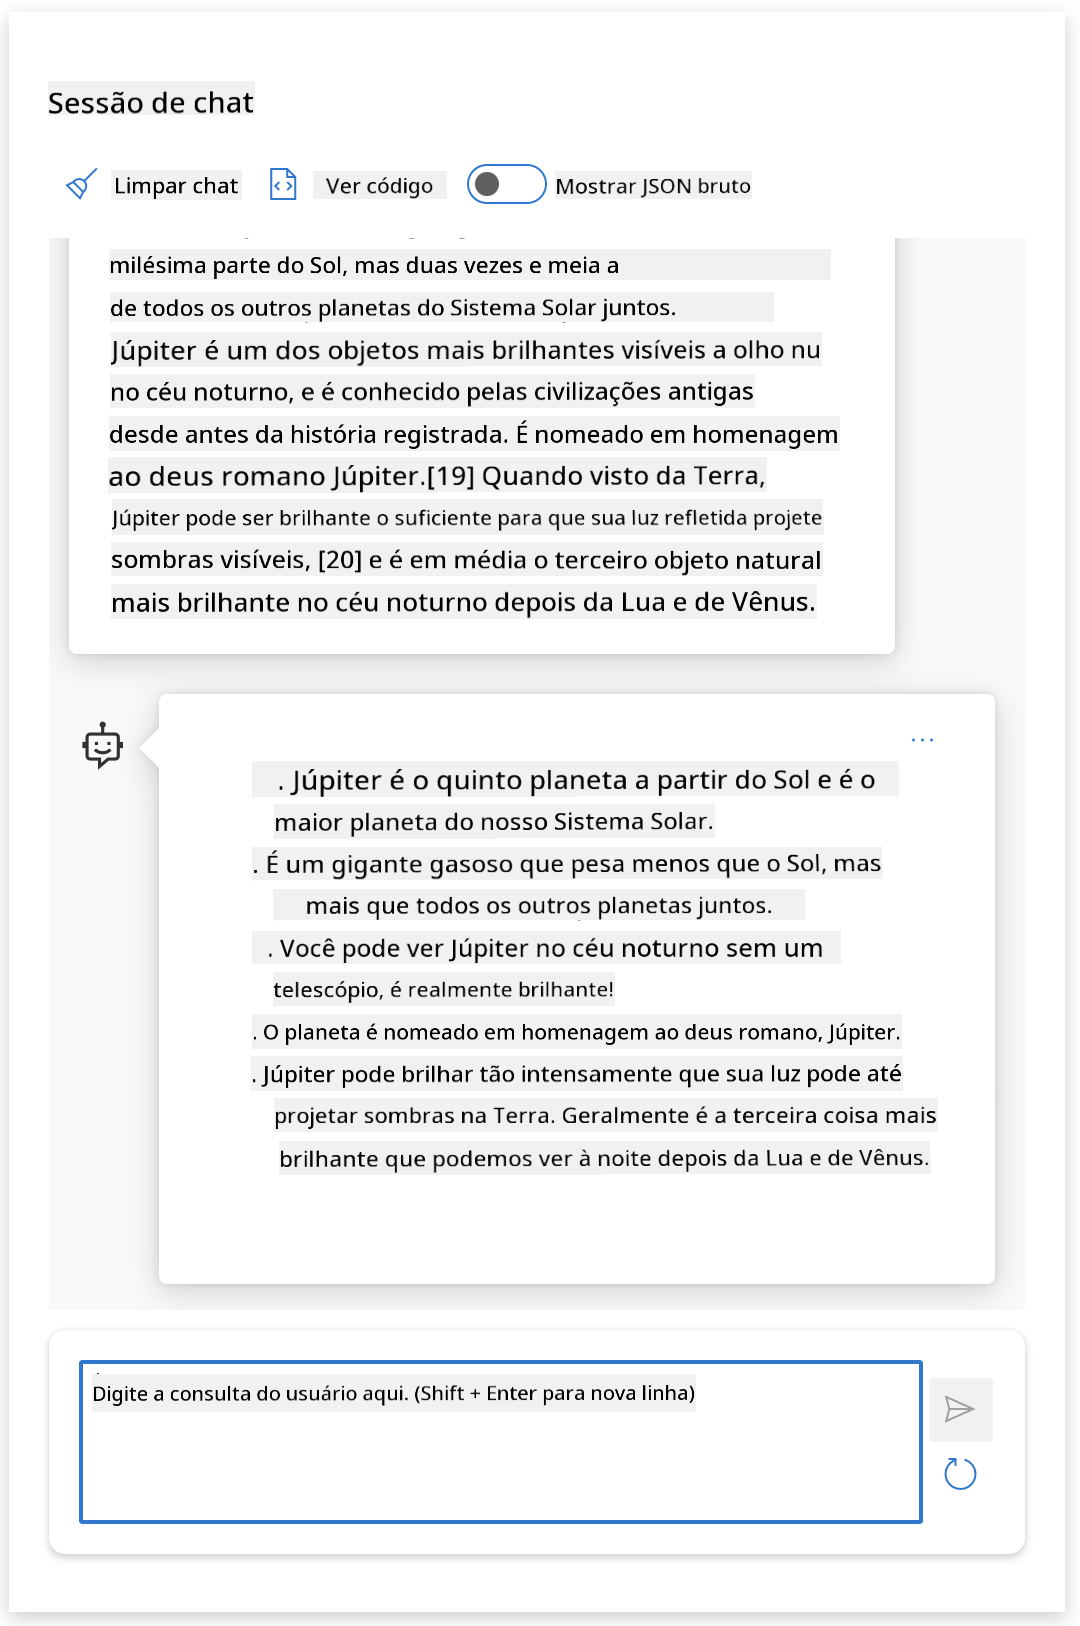 Sessão de chat
Limpar chat
Ver código
Mostrar JSON bruto
milésima parte do Sol, mas duas vezes e meia a
de todos os outros planetas do Sistema Solar juntos.
Júpiter é um dos objetos mais brilhantes visíveis a olho nu
no céu noturno, e é conhecido pelas civilizações antigas
desde antes da história registrada. É nomeado em homenagem
ao deus romano Júpiter.[19] Quando visto da Terra,
Júpiter pode ser brilhante o suficiente para que sua luz refletida projete
sombras visíveis, [20] e é em média o terceiro objeto natural
mais brilhante no céu noturno depois da Lua e de Vênus.
...
. Júpiter é o quinto planeta a partir do Sol e é o
maior planeta do nosso Sistema Solar.
. É um gigante gasoso que pesa menos que o Sol, mas
mais que todos os outros planetas juntos.
. Você pode ver Júpiter no céu noturno sem um
telescópio, é realmente brilhante!
. O planeta é nomeado em homenagem ao deus romano, Júpiter.
. Júpiter pode brilhar tão intensamente que sua luz pode até
projetar sombras na Terra. Geralmente é a terceira coisa mais
brilhante que podemos ver à noite depois da Lua e de Vênus.
Digite a consulta do usuário aqui. (Shift + Enter para nova linha)